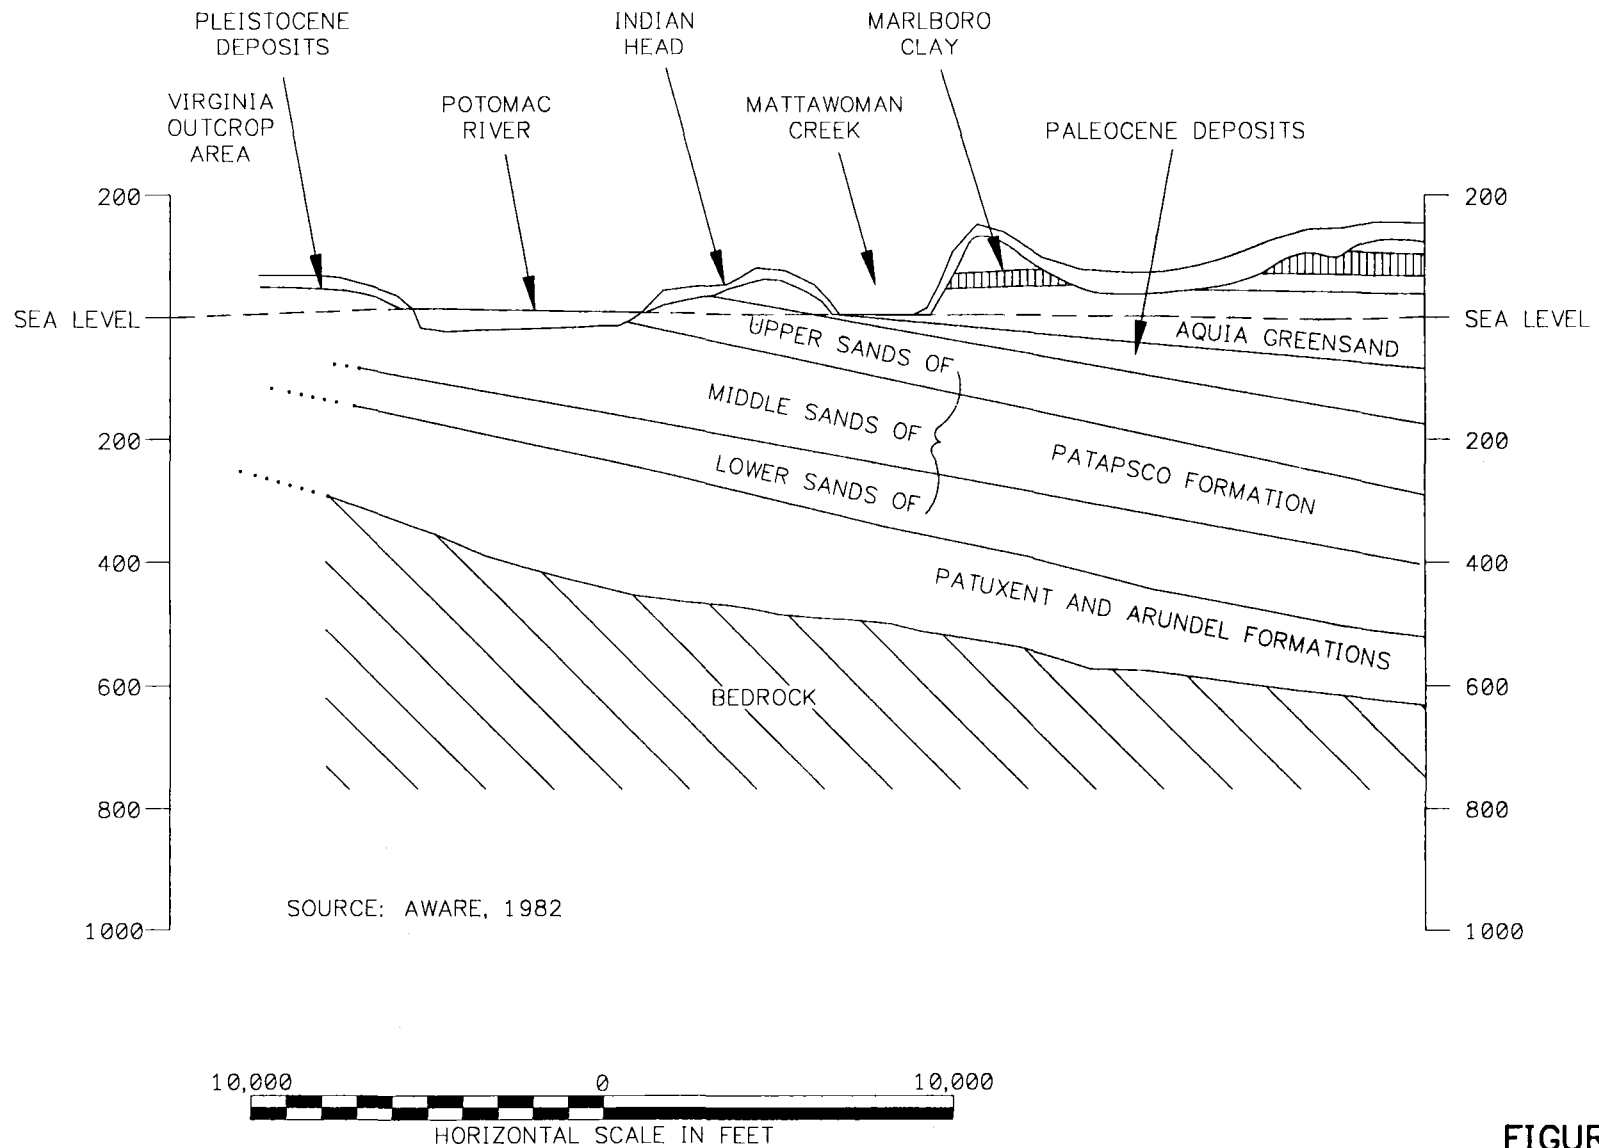 PLEISTOCENE
DEPOSITS
INDIAN
HEAD
MARLBORO
CLAY
VIRGINIA
OUTCROP
AREA
POTOMAC
RIVER
MATTAWOMAN
CREEK
PALEOCENE DEPOSITS
200
200
SEA LEVEL
SEA LEVEL
AQUIA GREENSAND
UPPER SANDS OF
MIDDLE SANDS OF
LOWER SANDS OF
PATAPSCO FORMATION
200
200
400
400
PATUXENT AND ARUNDEL FORMATIONS
600
600
BEDROCK
800
800
SOURCE: AWARE, 1982
1000
1000
10,000 0 10,000
HORIZONTAL SCALE IN FEET
FIGUR